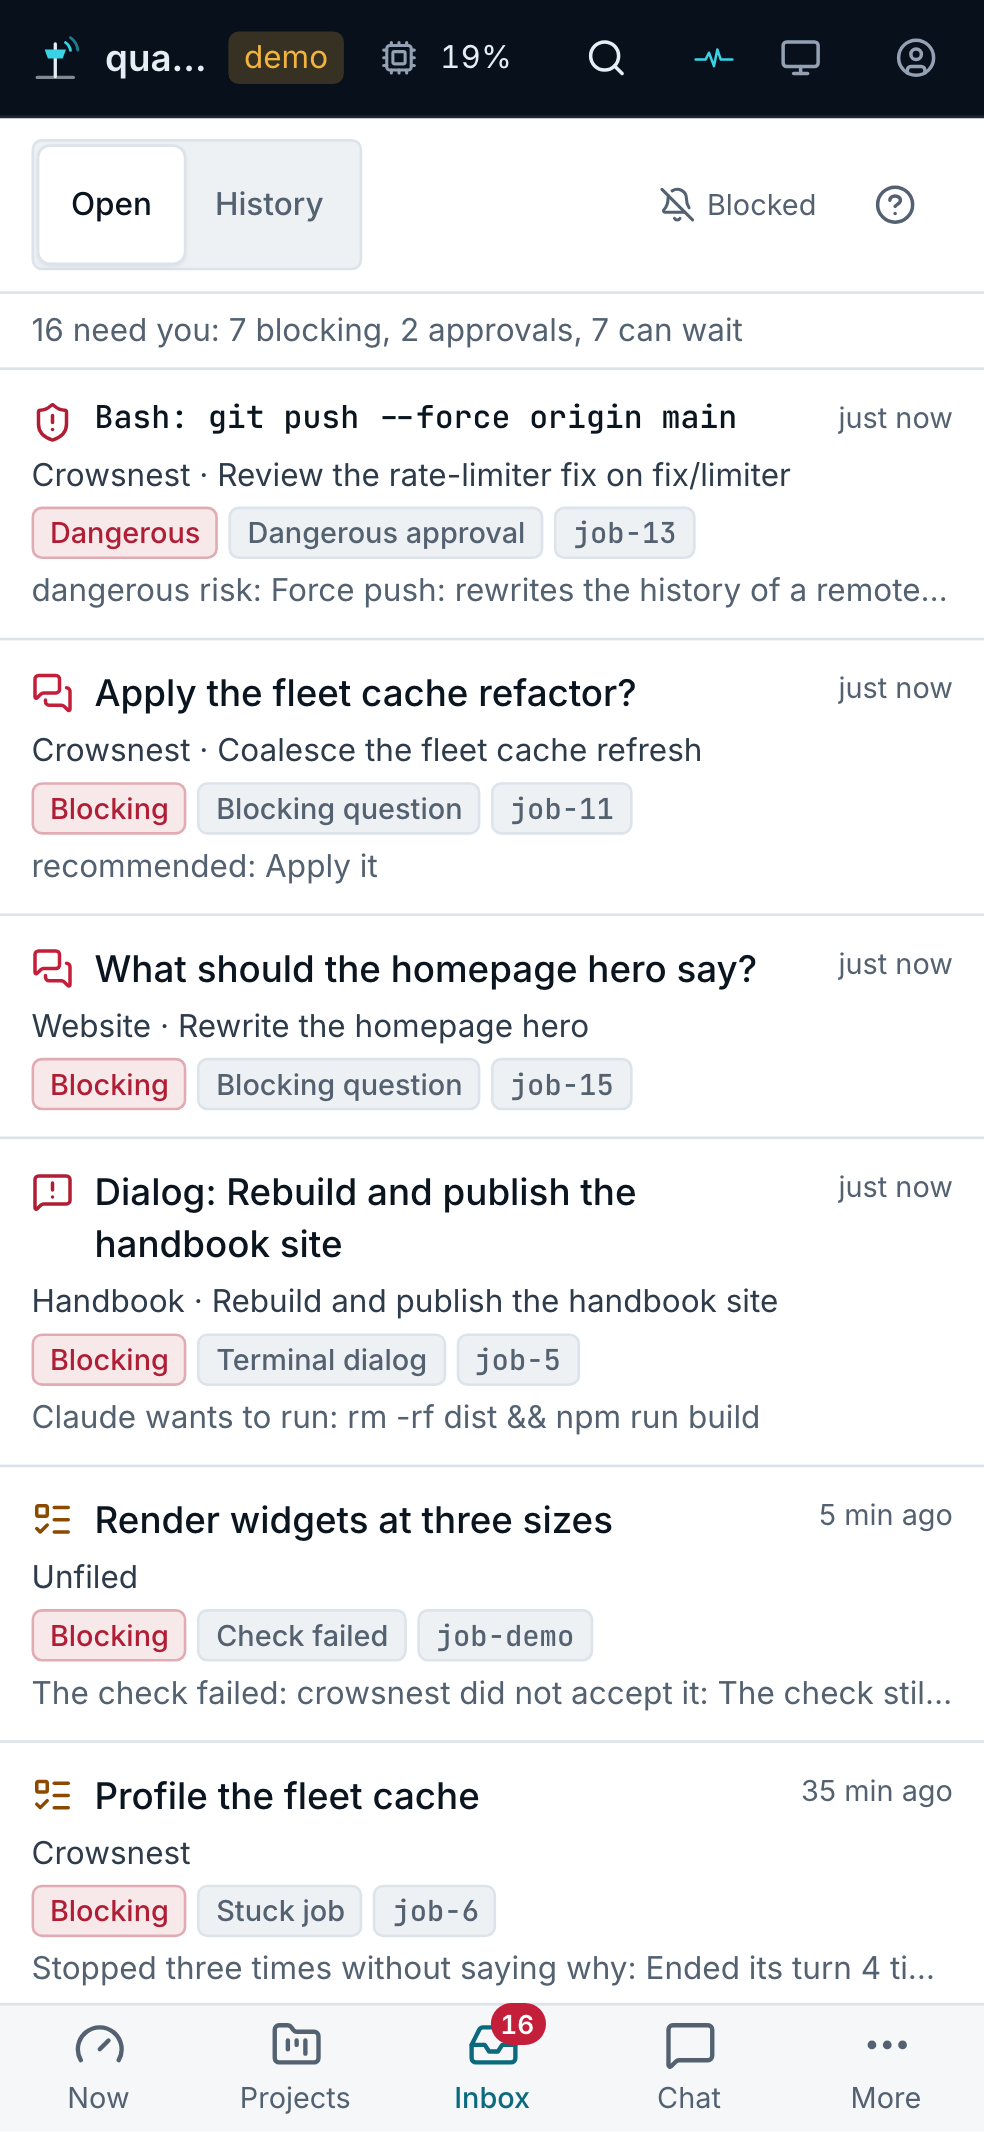 qua...
demo
19%
Open
History
Blocked
16 need you: 7 blocking, 2 approvals, 7 can wait
Bash: git push --force origin main
just now
Crowsnest · Review the rate-limiter fix on fix/limiter
Dangerous
Dangerous approval
job-13
dangerous risk: Force push: rewrites the history of a remote...
Apply the fleet cache refactor?
just now
Crowsnest · Coalesce the fleet cache refresh
Blocking
Blocking question
job-11
recommended: Apply it
What should the homepage hero say?
just now
Website · Rewrite the homepage hero
Blocking
Blocking question
job-15
Dialog: Rebuild and publish the
handbook site
just now
Handbook · Rebuild and publish the handbook site
Blocking
Terminal dialog
job-5
Claude wants to run: rm -rf dist && npm run build
Render widgets at three sizes
5 min ago
Unfiled
Blocking
Check failed
job-demo
The check failed: crowsnest did not accept it: The check stil...
Profile the fleet cache
35 min ago
Crowsnest
Blocking
Stuck job
job-6
Stopped three times without saying why: Ended its turn 4 ti...
16
Now
Projects
Inbox
Chat
More